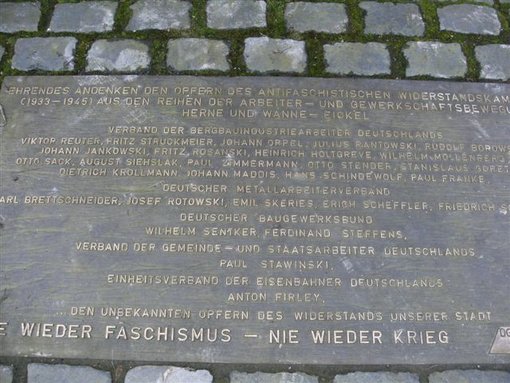 EHRENDES ANDENKEN DEN OPFERN DES ANTIFASCHISTISCHEN WIDERSTANDSKAM
(1933-1945) AUS DEN REIHEN DER ARBEITER- UND GEWERKSCHAFTSBEWEG
HERNE UND WANNE-EICKEL
VERBAND DER BERGBAUINDUSTRIEARBEITER DEUTSCHLANDS
VIKTOR REUTER, FRITZ STRUCKMEIER, JOHANN ORPEL, JULIUS RANTOWSKI, RUDOLF BOROW
JOHANN JANKOWSKI, FRITZ ROSAWSKI, HEINRICH HOLTGREVE, WILHELM MÖLLENBERG,
OTTO SACK, AUGUST SIEHSLAK, PAUL ZIMMERMANN, OTTO STENDER, STANISLAUS
DIETRICH KROLLMANN, JOHANN MADDIS, HANS SCHINDEWOLF, PAUL FRANKE,
DEUTSCHER METALLARBEITERVERBAND
ARL BRETTSCHNEIDER, JOSEF ROTOWSKI, EMIL SKERIES, ERICH SCHEFFLER, FRIEDRICH
DEUTSCHER BAUGEWERKSBUND
WILHELM FERDINAND STEFFENS,
VERBAND DER GEMEINDE- UND STAATSARBEITER DEUTSCHLANDS
PAUL STAWINSKI,
EINHEITSVERBAND DER EISENBAHNER DEUTSCHLANDS
ANTON FIRLEY,
... DEN UNBEKANNTEN OPFERN DES WIDERSTANDS UNSERER STADT
E WIEDER FASCHISMUS - NIE WIEDER KRIEG